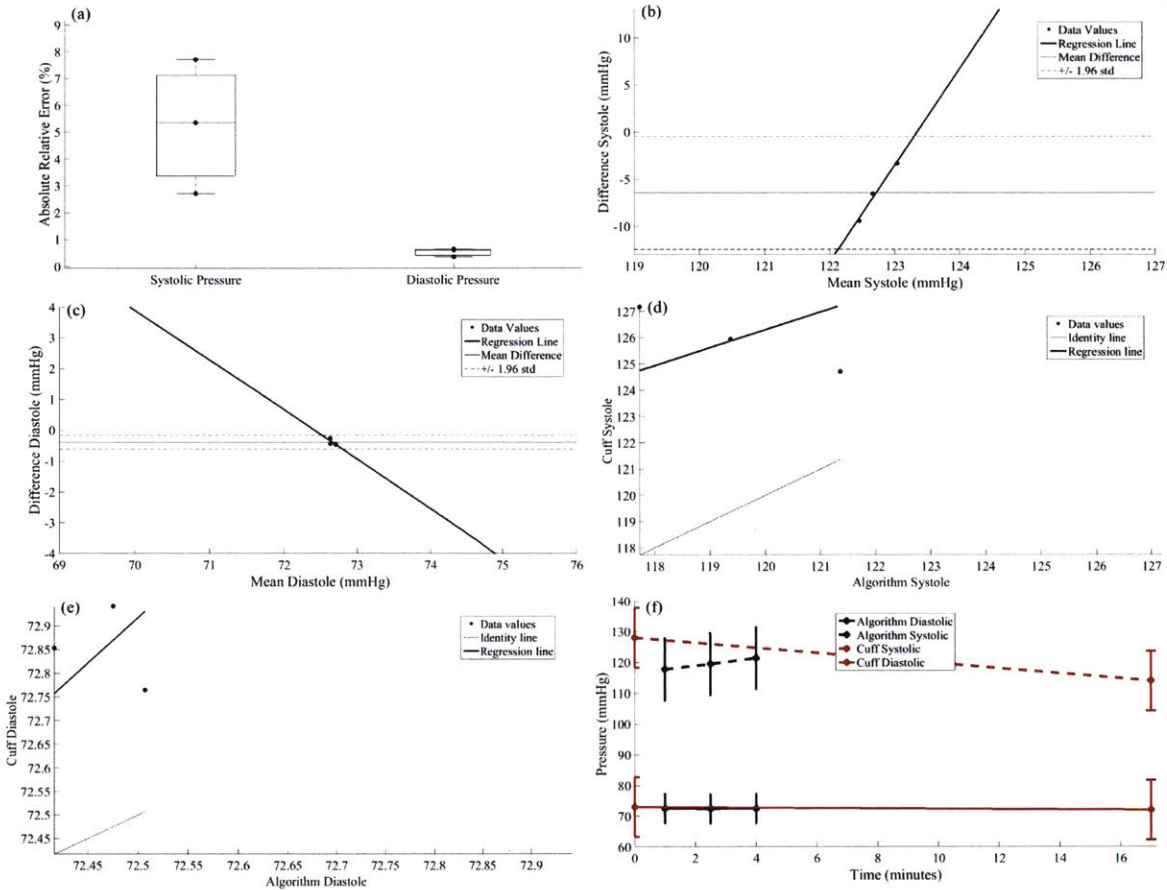 (a)
Absolute Relative Error (%)
9
8
7
6
5
4
3
2
1
0
Systolic Pressure
Diastolic Pressure
(b)
Difference Systole (mmHg)
10
5
0
-5
-10
119 120 121 122 123 124 125 126 127
Mean Systole (mmHg)
Data Values
Regression Line
Mean Difference
+/- 1.96 std
(c)
Difference Diastole (mmHg)
4
3
2
1
0
-1
-2
-3
-4
69 70 71 72 73 74 75 76
Mean Diastole (mmHg)
Data Values
Regression Line
Mean Difference
+/- 1.96 std
(d)
Cuff Systole
127
126
125
124
123
122
121
120
119
118
118 119 120 121 122 123 124 125 126 127
Algorithm Systole
Data values
Identity line
Regression line
(e)
Cuff Diastole
72.9
72.85
72.8
72.75
72.7
72.65
72.6
72.55
72.5
72.45
72.45 72.5 72.55 72.6 72.65 72.7 72.75 72.8 72.85 72.9
Algorithm Diastole
Data values
Identity line
Regression line
(f)
Pressure (mmHg)
140
130
120
110
100
90
80
70
60
0 2 4 6 8 10 12 14 16
Time (minutes)
Algorithm Diastolic
Algorithm Systolic
Cuff Systolic
Cuff Diastolic